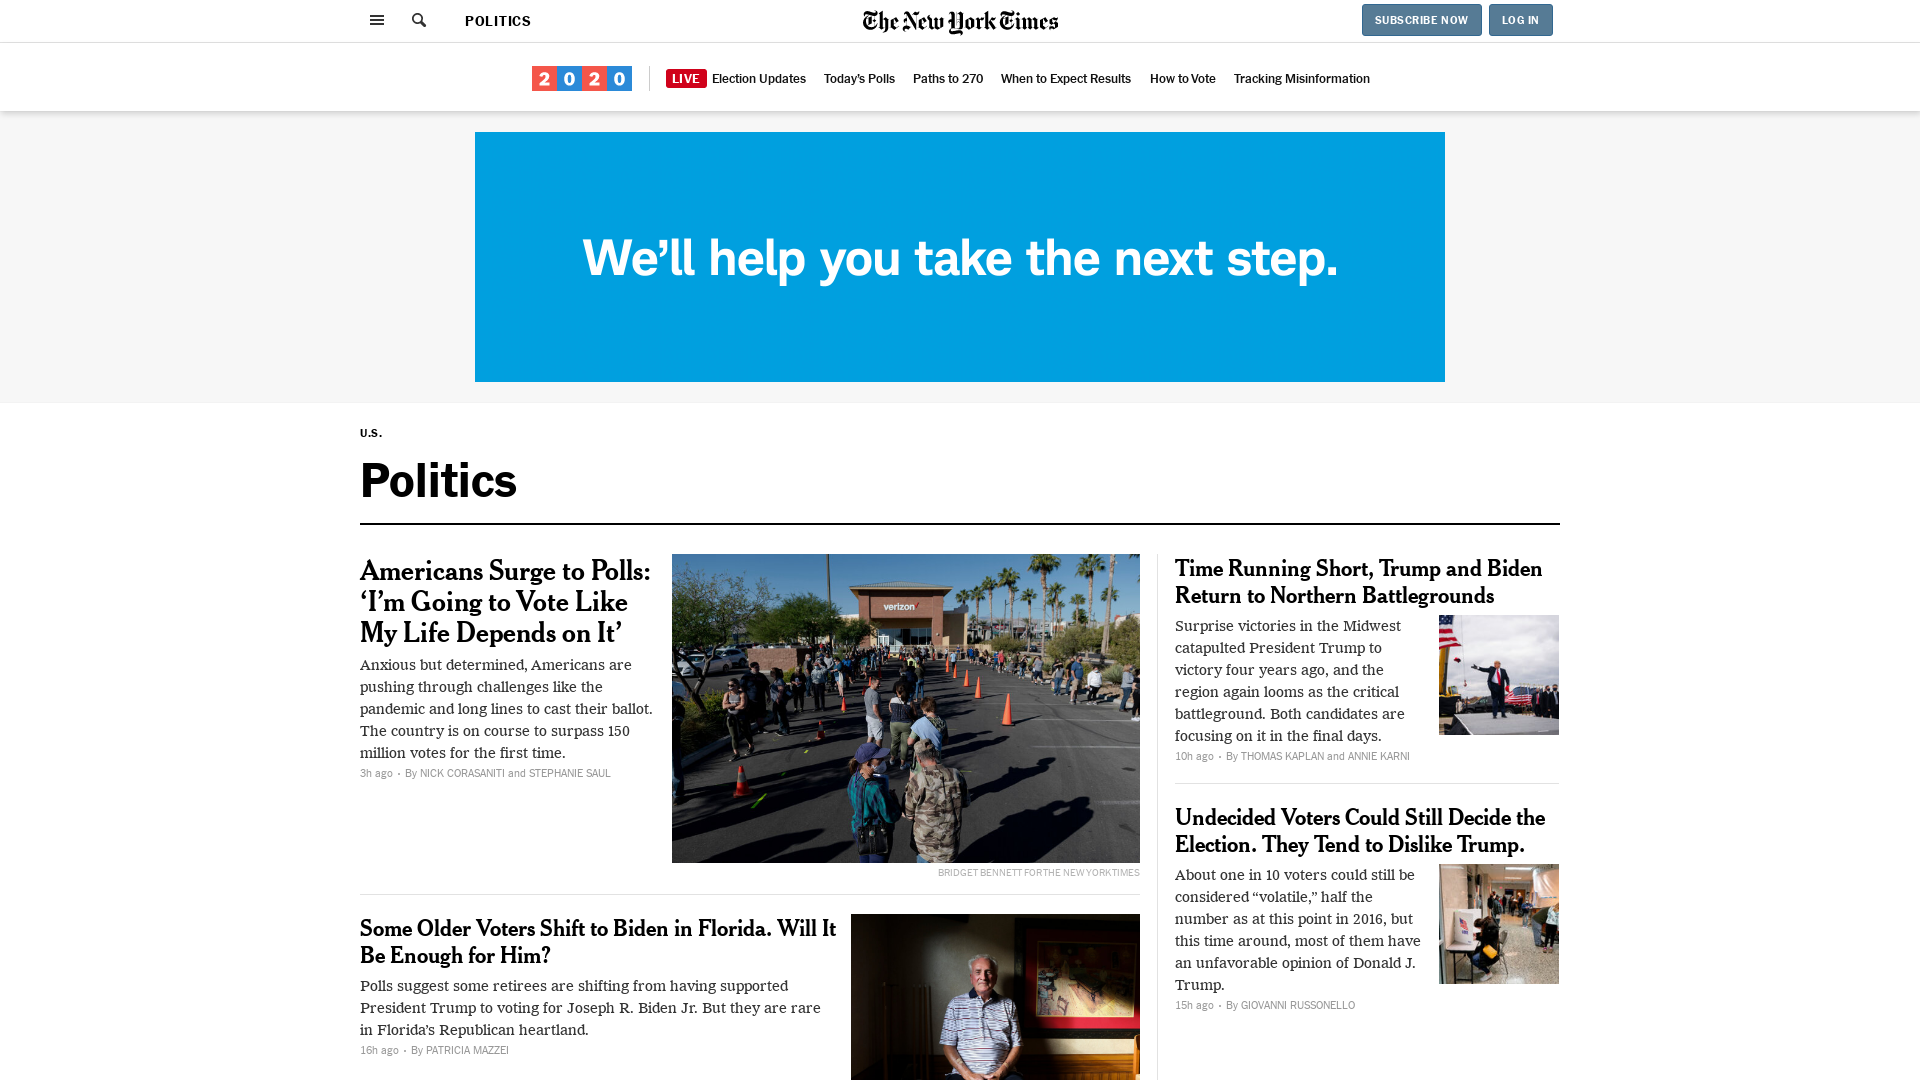 POLITICS
The New York Times
SUBSCRIBE NOW
LOG IN
2020
LIVE Election Updates
Today's Polls
Paths to 270
When to Expect Results
How to Vote
Tracking Misinformation
We'll help you take the next step.
U.S.
Politics
Americans Surge to Polls:
‘I’m Going to Vote Like
My Life Depends on It’
Anxious but determined, Americans are
pushing through challenges like the
pandemic and long lines to cast their ballot.
The country is on course to surpass 150
million votes for the first time.
3h ago • By NICK CORASANITI and STEPHANIE SAUL
verizon
BRIDGET BENNETT FOR THE NEW YORK TIMES
Some Older Voters Shift to Biden in Florida. Will It
Be Enough for Him?
Polls suggest some retirees are shifting from having supported
President Trump to voting for Joseph R. Biden Jr. But they are rare
in Florida’s Republican heartland.
16h ago • By PATRICIA MAZZEI
Time Running Short, Trump and Biden
Return to Northern Battlegrounds
Surprise victories in the Midwest
catapulted President Trump to
victory four years ago, and the
region again looms as the critical
battleground. Both candidates are
focusing on it in the final days.
10h ago • By THOMAS KAPLAN and ANNIE KARNI
Undecided Voters Could Still Decide the
Election. They Tend to Dislike Trump.
About one in 10 voters could still be
considered “volatile,” half the
number as at this point in 2016, but
this time around, most of them have
an unfavorable opinion of Donald J.
Trump.
15h ago • By GIOVANNI RUSSONELLO